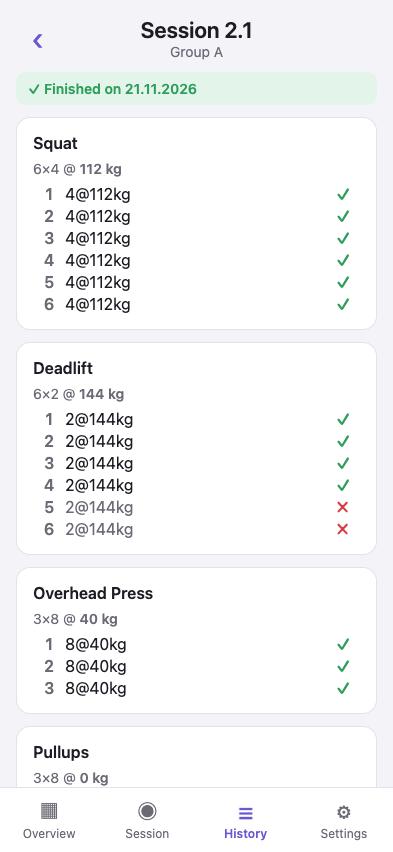 Session 2.1
Group A
✓ Finished on 21.11.2026
Squat
6×4 @ 112 kg
1 4@112kg ✓
2 4@112kg ✓
3 4@112kg ✓
4 4@112kg ✓
5 4@112kg ✓
6 4@112kg ✓
Deadlift
6×2 @ 144 kg
1 2@144kg ✓
2 2@144kg ✓
3 2@144kg ✓
4 2@144kg ✓
5 2@144kg ✕
6 2@144kg ✕
Overhead Press
3×8 @ 40 kg
1 8@40kg ✓
2 8@40kg ✓
3 8@40kg ✓
Pullups
3×8 @ 0 kg
Overview Session History Settings